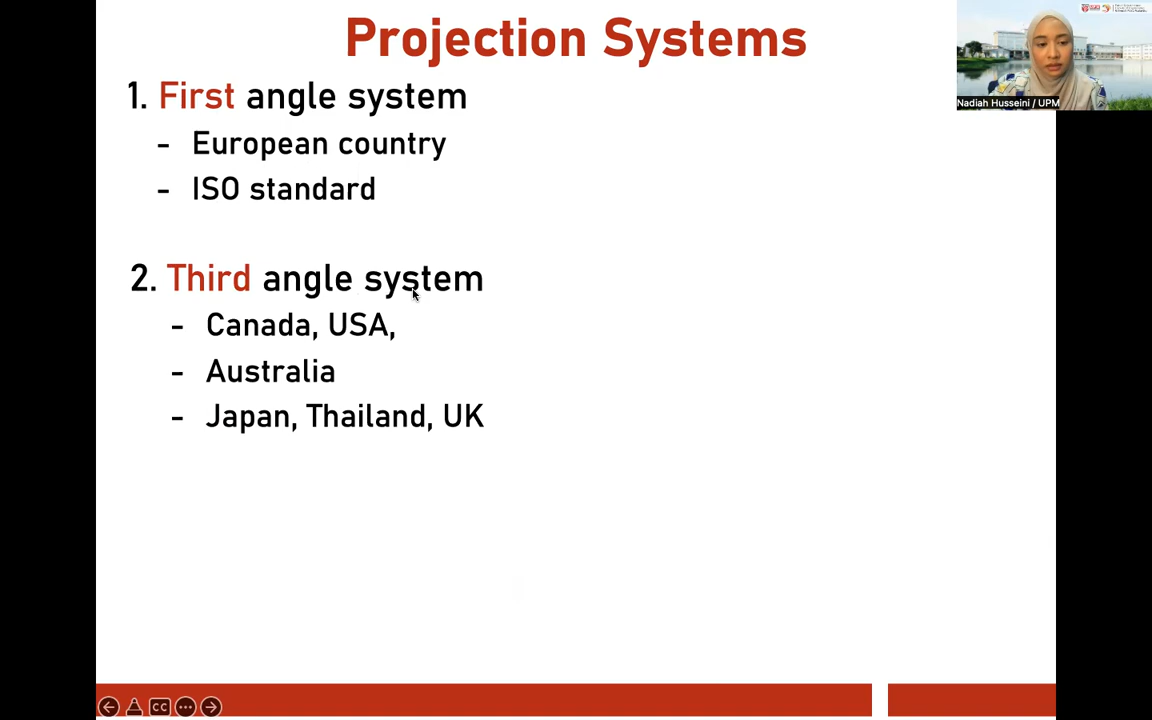 Projection Systems
1. First angle system
- European country
- ISO standard
2. Third angle system
- Canada, USA,
- Australia
- Japan, Thailand, UK
Nadiah Husseini / UPM
CC